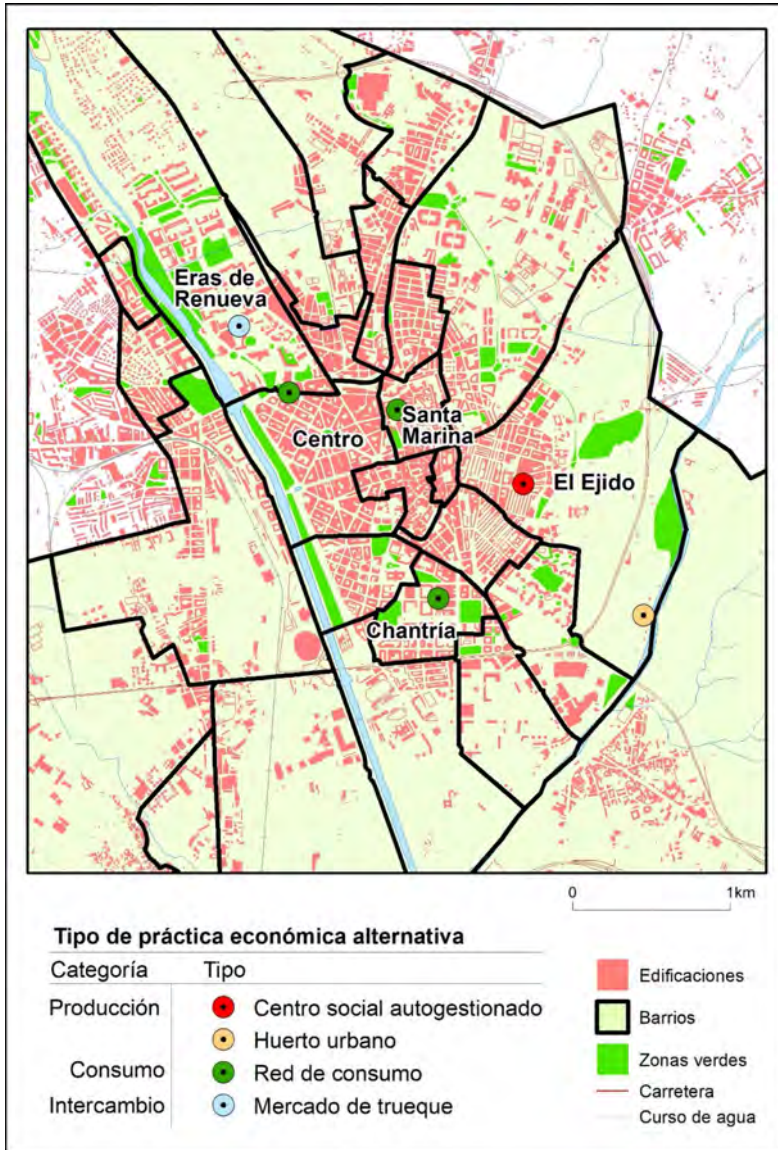 Eras de
Renueva
Centro
Santa
Marina
El Ejido
Chantría
0 1km
Tipo de práctica económica alternativa
Categoría Tipo
Producción Centro social autogestionado
Huerto urbano
Consumo Red de consumo
Intercambio Mercado de trueque
Edificaciones
Barrios
Zonas verdes
Carretera
Curso de agua